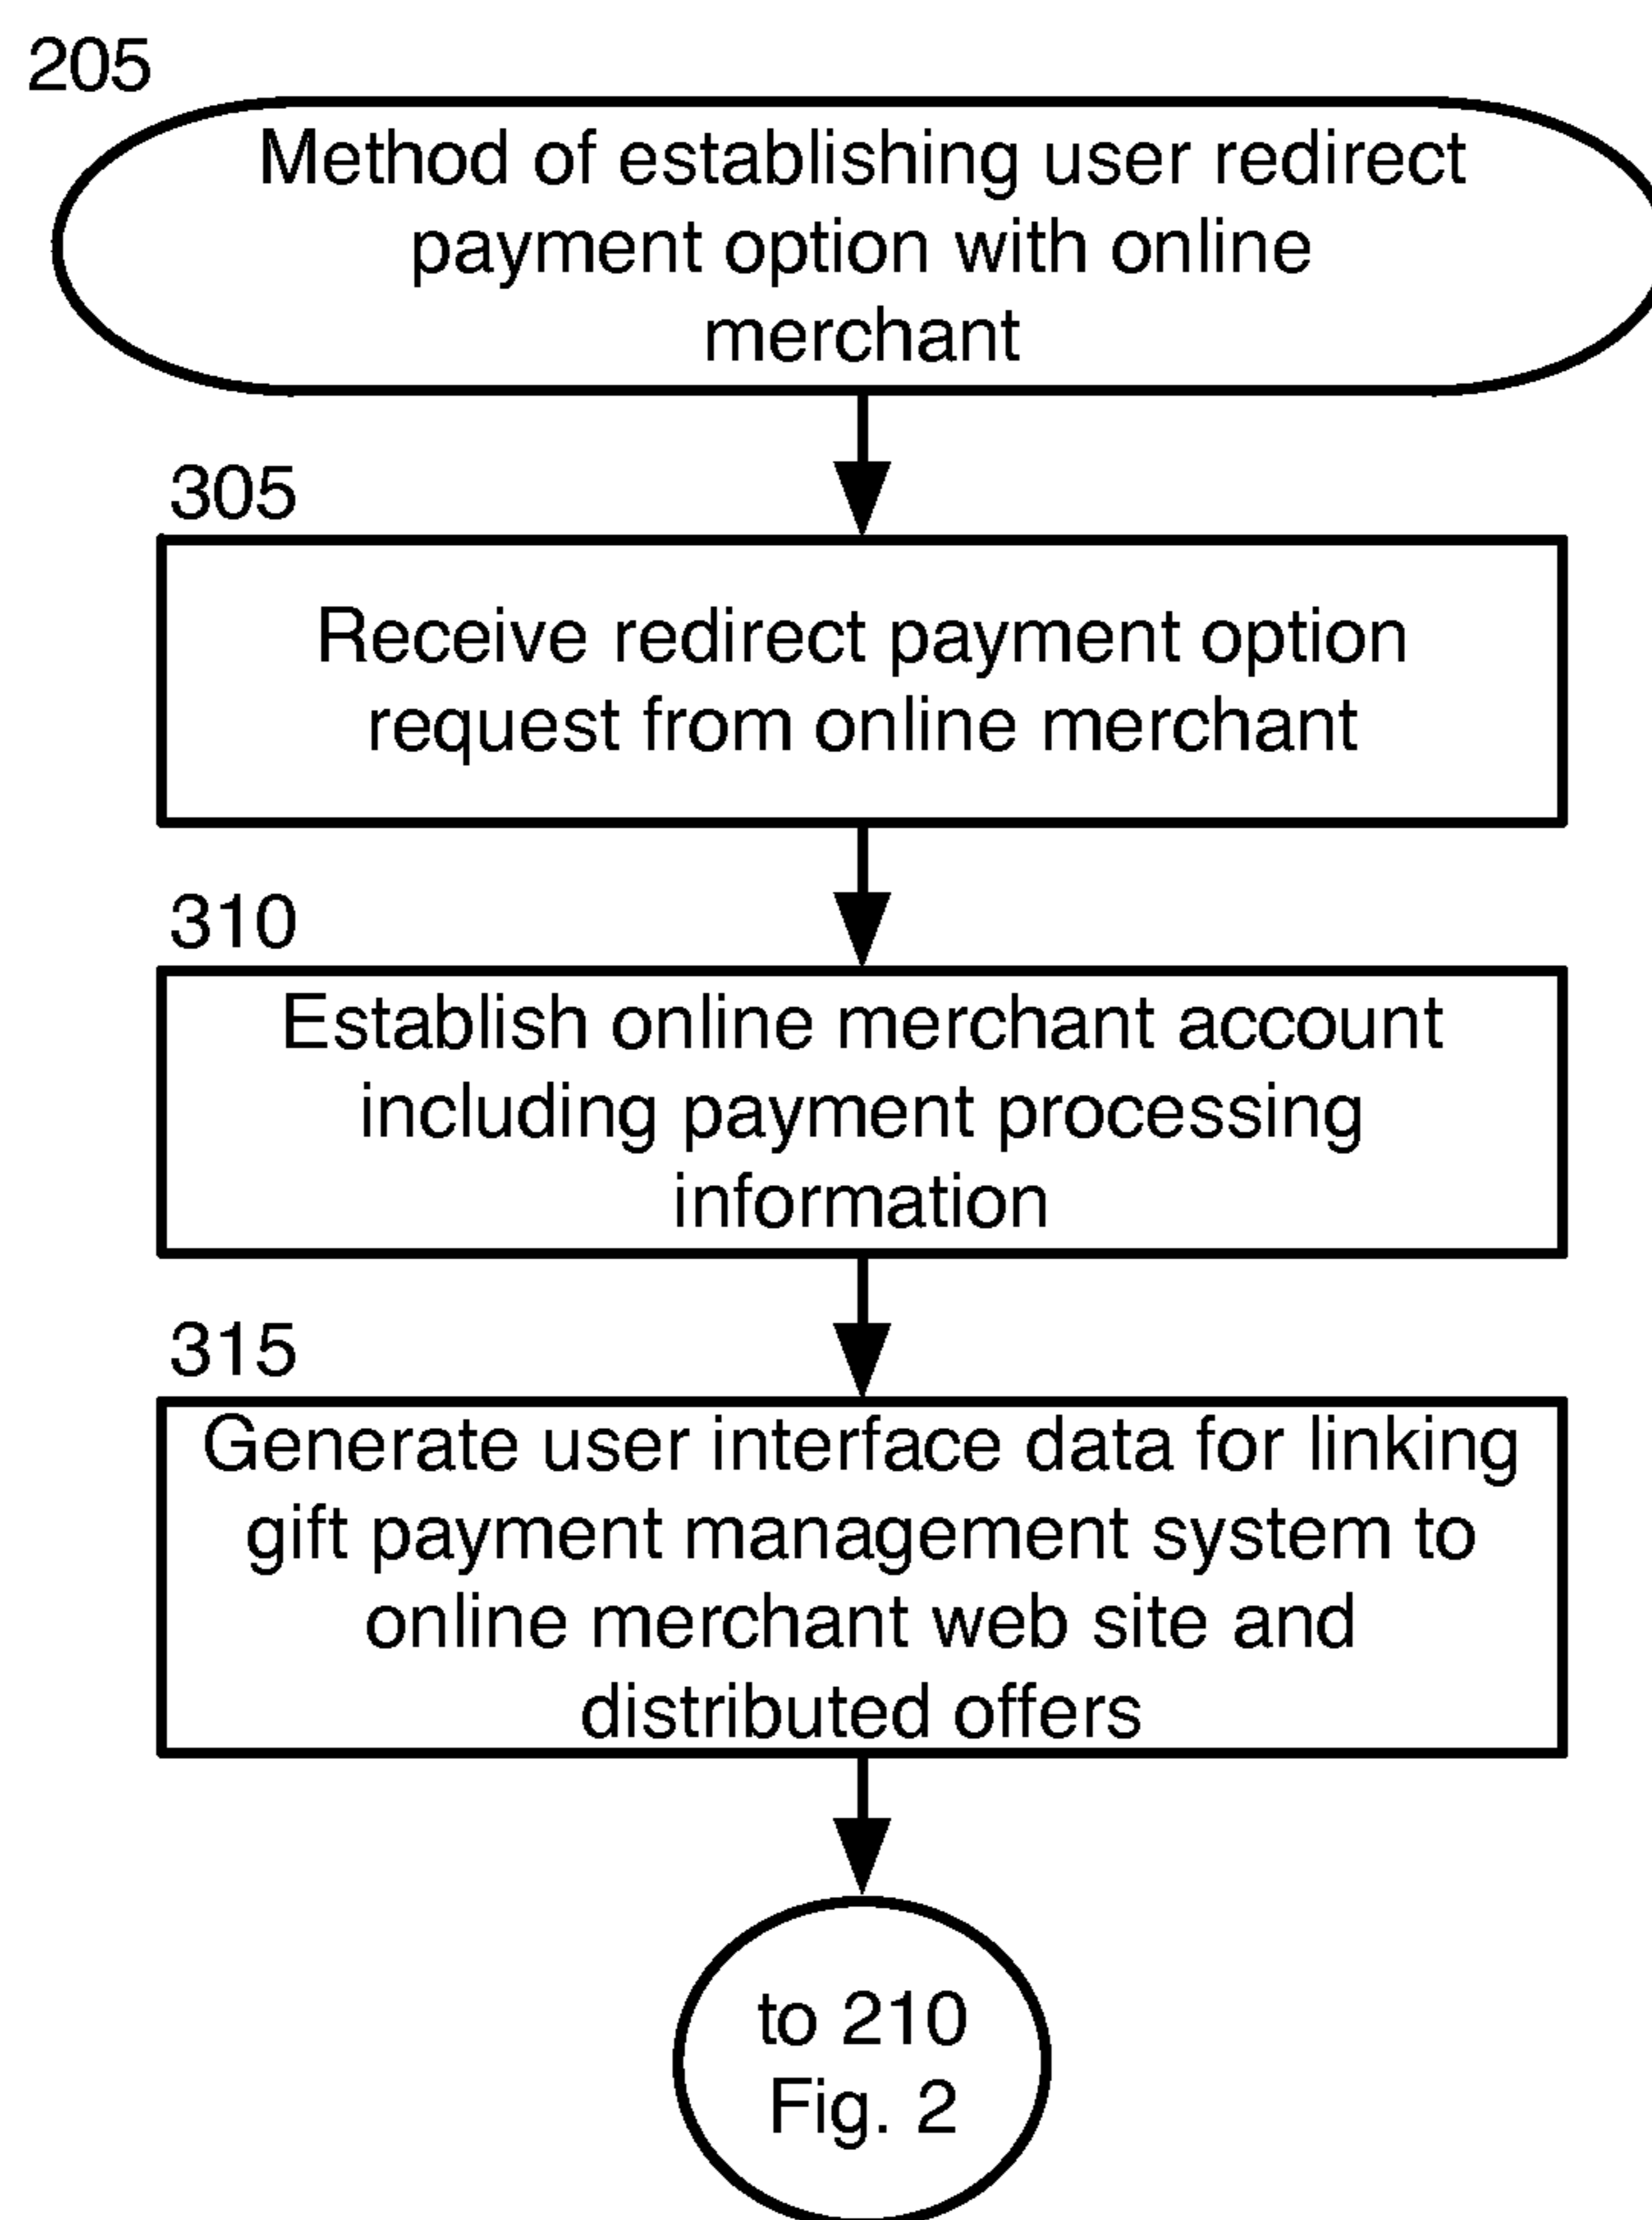 205
Method of establishing user redirect
payment option with online
merchant
305
Receive redirect payment option
request from online merchant
310
Establish online merchant account
including payment processing
information
315
Generate user interface data for linking
gift payment management system to
online merchant web site and
distributed offers
to 210
Fig. 2